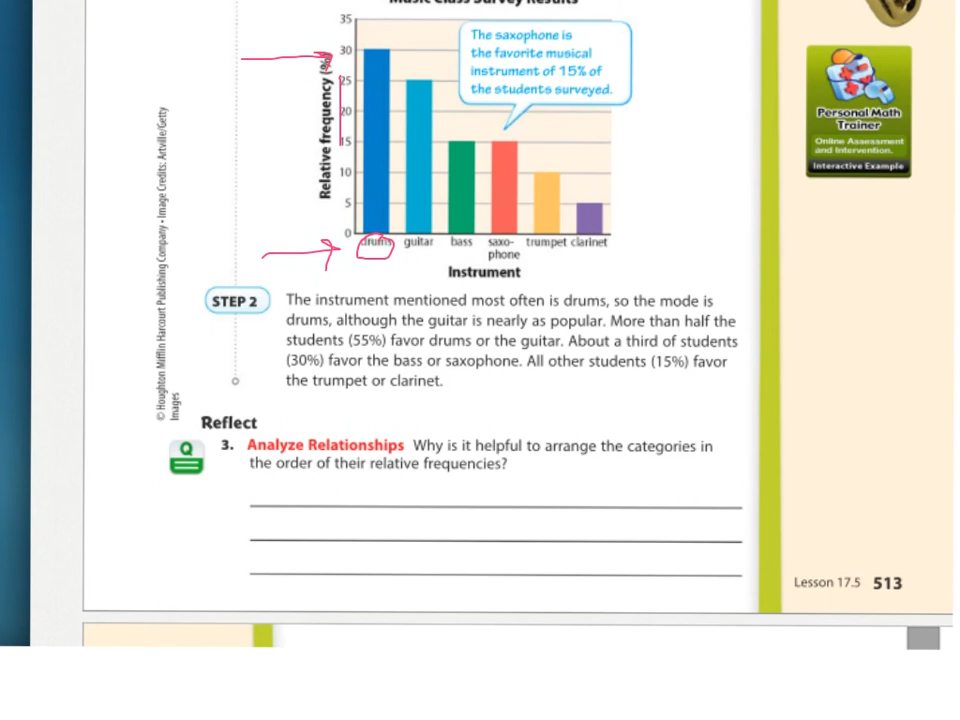 Music Class Survey Results
35
30
25
20
15
10
5
0
Relative frequency (%)
The saxophone is
the favorite musical
instrument of 15% of
the students surveyed.
drums guitar bass saxo- trumpet clarinet
phone
Instrument
Personal Math
Trainer
Online Assessment
and Intervention.
Interactive Example
© Houghton Mifflin Harcourt Publishing Company • Image Credits: Artville/Getty
Images
STEP 2 The instrument mentioned most often is drums, so the mode is
drums, although the guitar is nearly as popular. More than half the
students (55%) favor drums or the guitar. About a third of students
(30%) favor the bass or saxophone. All other students (15%) favor
the trumpet or clarinet.
Reflect
Q
3. Analyze Relationships Why is it helpful to arrange the categories in
the order of their relative frequencies?
Lesson 17.5 513